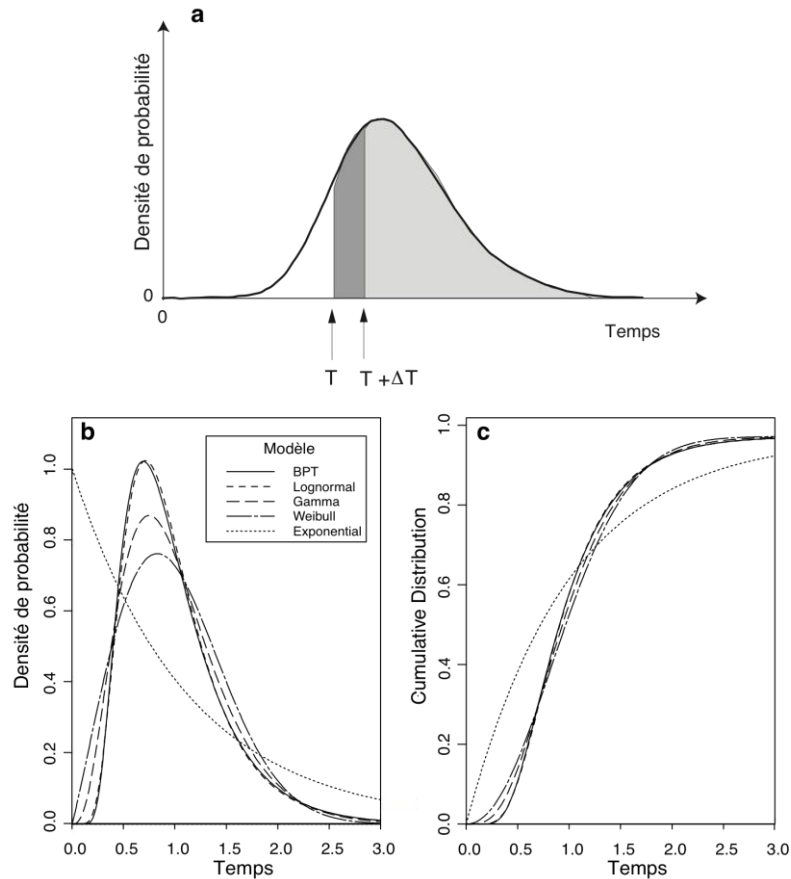 a
Densité de probabilité
0
0
Temps
T
T + ΔT
b
Modèle
BPT
Lognormal
Gamma
Weibull
Exponential
Densité de probabilité
1.0
0.8
0.6
0.4
0.2
0.0
0.0 0.5 1.0 1.5 2.0 2.5 3.0
Temps
c
Cumulative Distribution
1.0
0.8
0.6
0.4
0.2
0.0
0.0 0.5 1.0 1.5 2.0 2.5 3.0
Temps